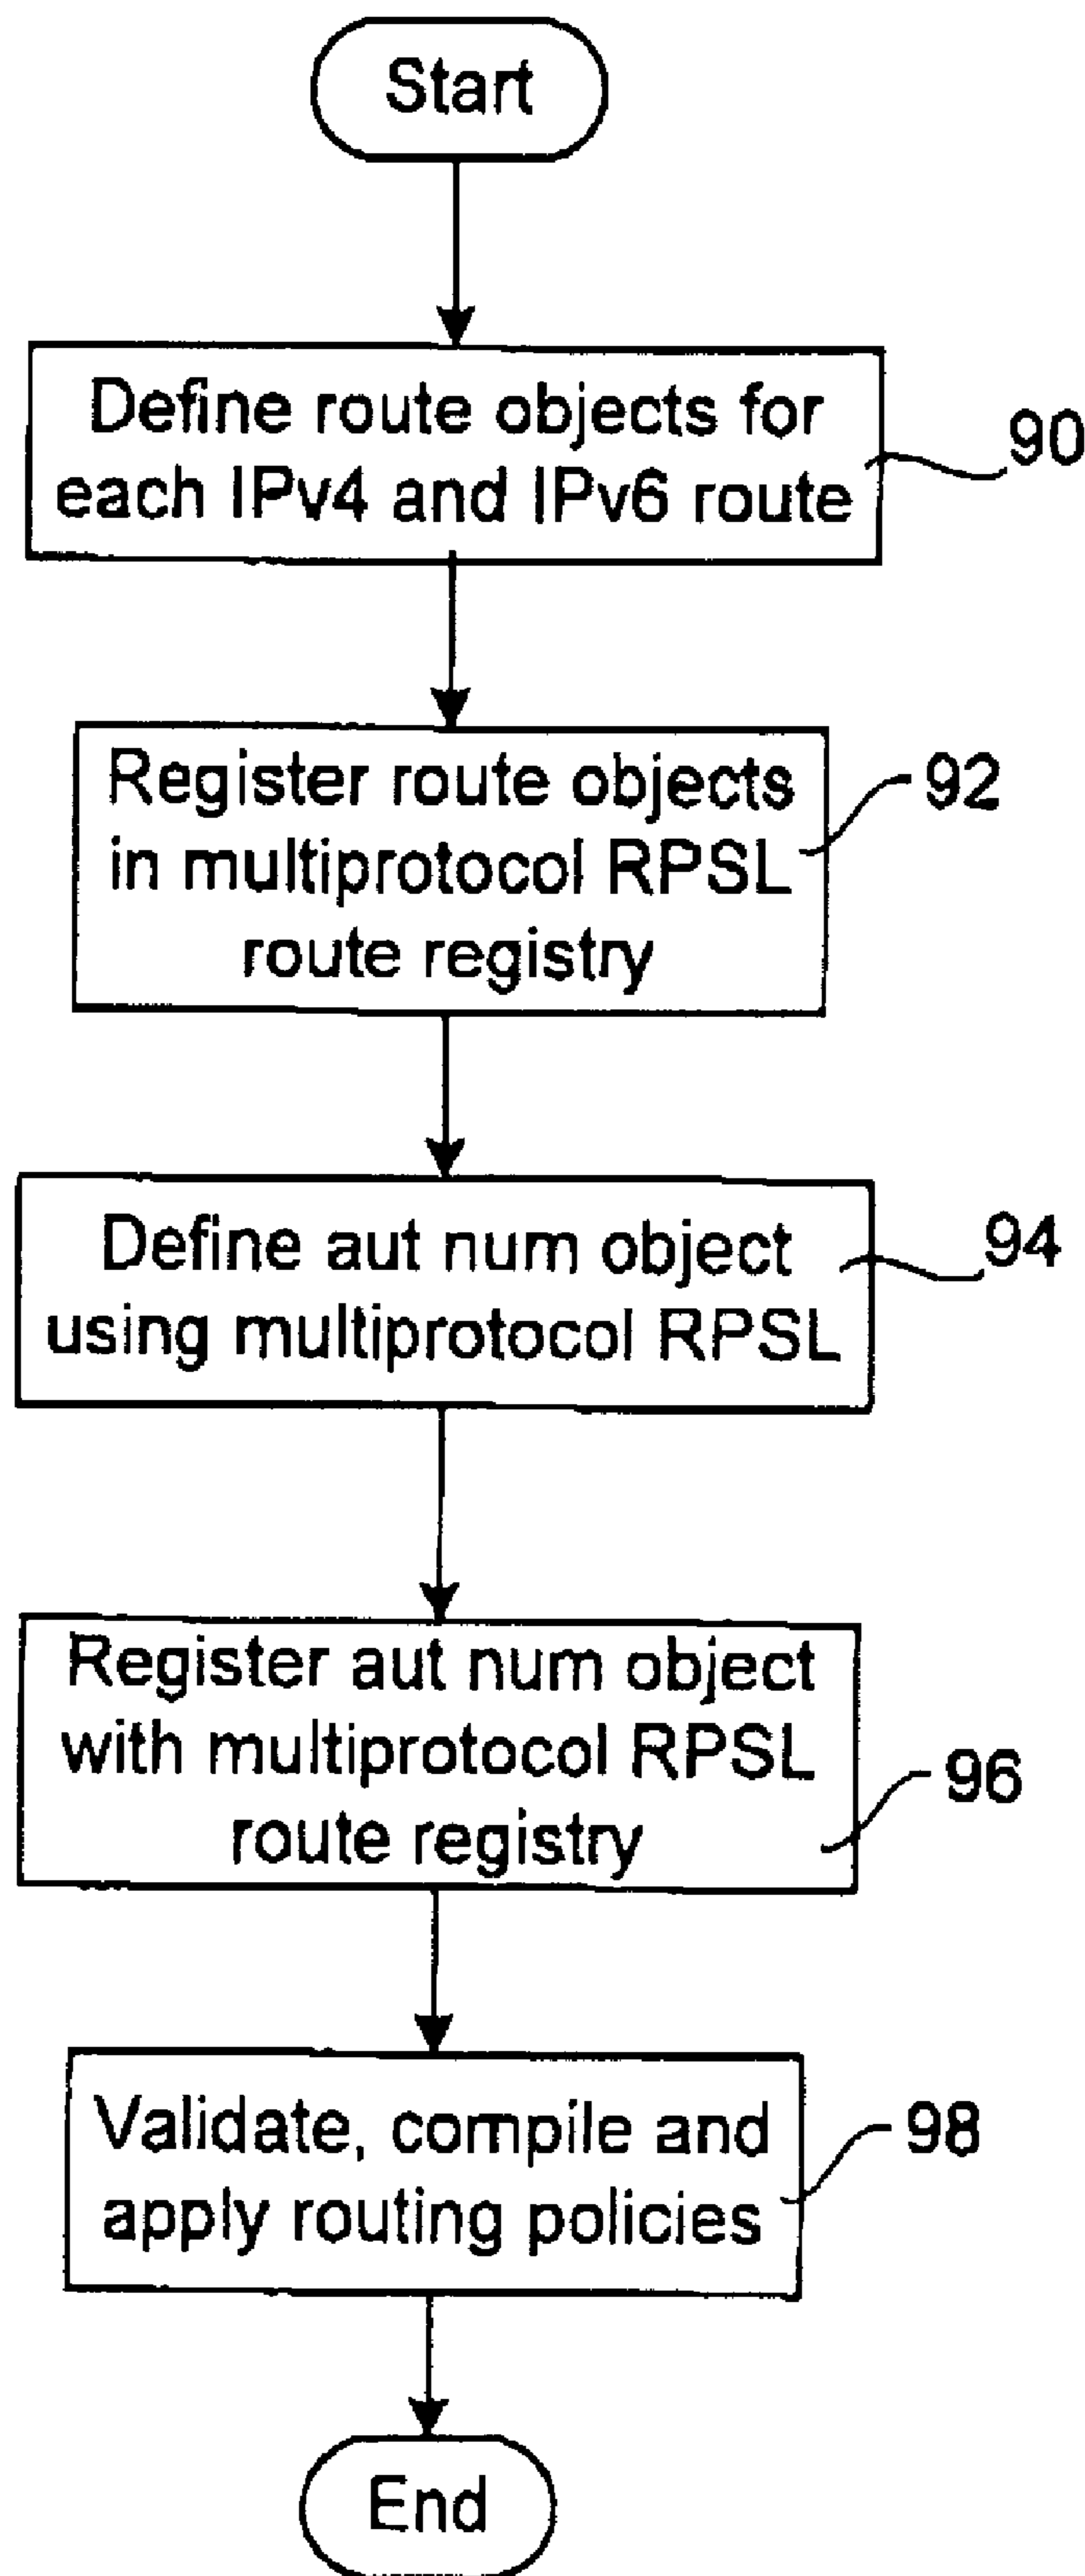 Start
Define route objects for
each IPv4 and IPv6 route
90
Register route objects
in multiprotocol RPSL
route registry
92
Define aut num object
using multiprotocol RPSL
94
Register aut num object
with multiprotocol RPSL
route registry
96
Validate, compile and
apply routing policies
98
End